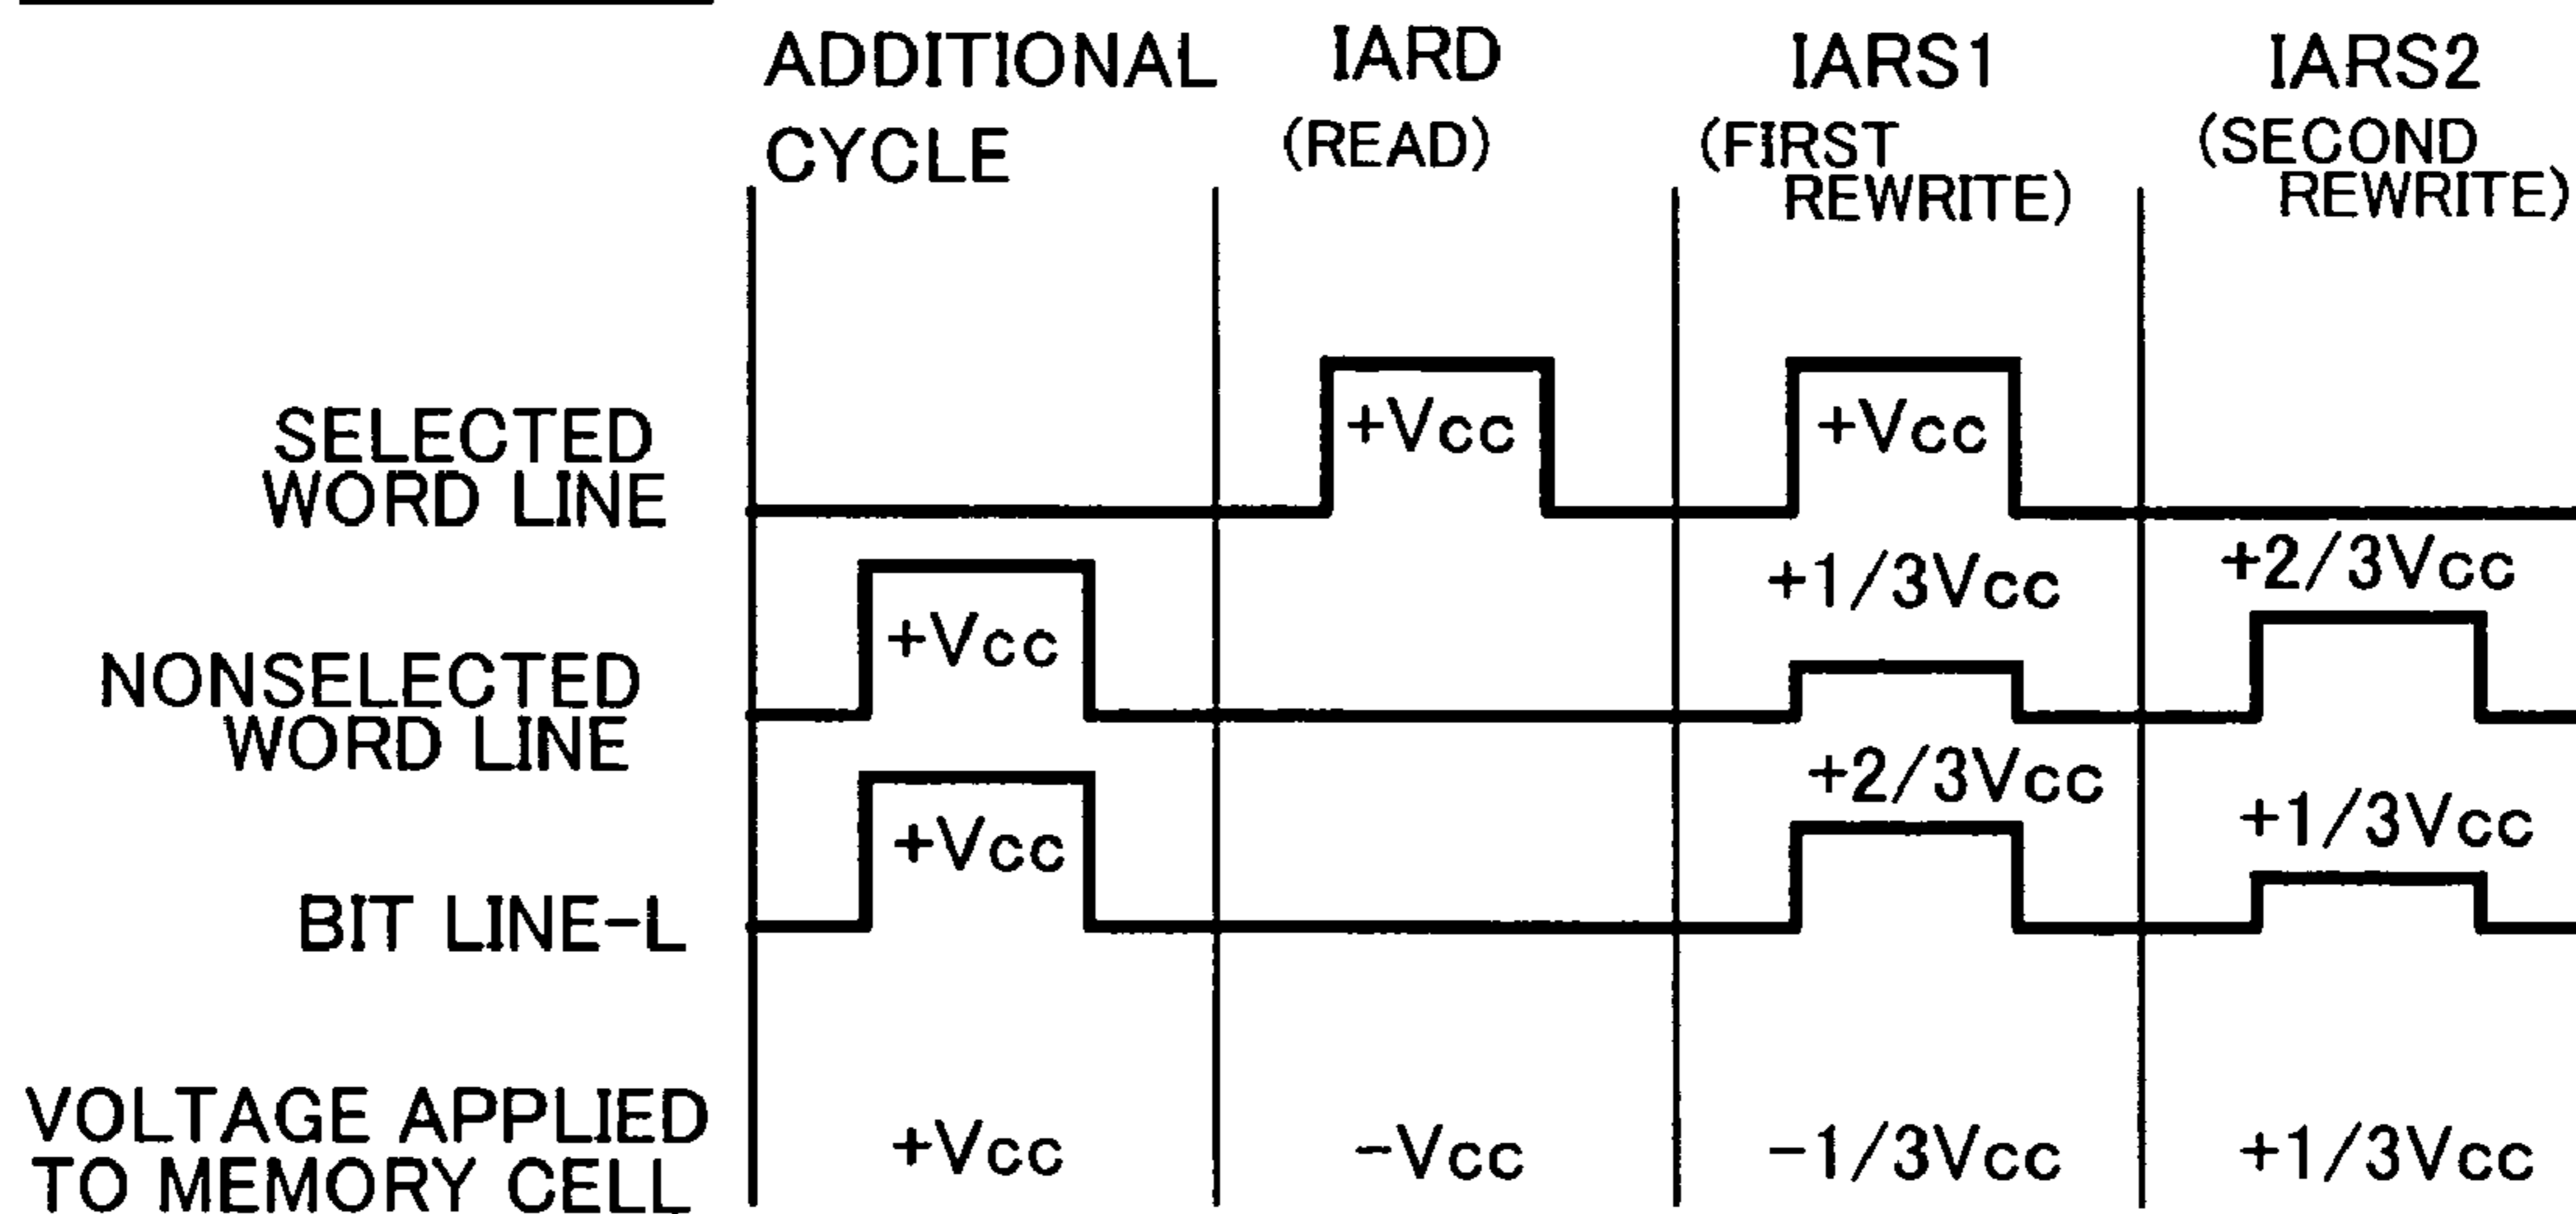 ADDITIONAL
CYCLE
IARD
(READ)
IARS1
(FIRST
REWRITE)
IARS2
(SECOND
REWRITE)
SELECTED
WORD LINE
+Vcc
+Vcc
NONSELECTED
WORD LINE
+Vcc
+1/3Vcc
+2/3Vcc
BIT LINE-L
+Vcc
+2/3Vcc
+1/3Vcc
VOLTAGE APPLIED
TO MEMORY CELL
+Vcc
-Vcc
-1/3Vcc
+1/3Vcc